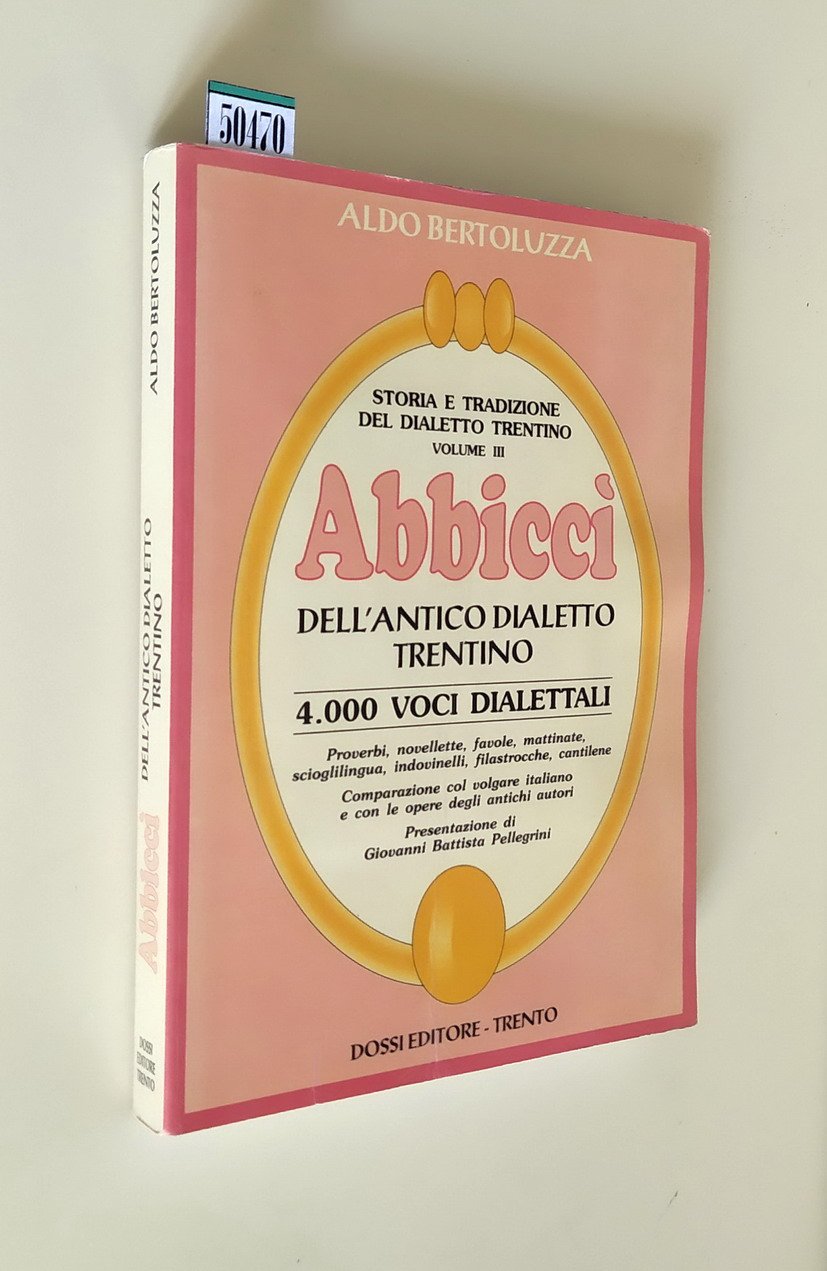 50470
ALDO BERTOLUZZA
STORIA E TRADIZIONE
DEL DIALETTO TRENTINO
VOLUME III
Abbiccì
DELL'ANTICO DIALETTO
TRENTINO
4.000 VOCI DIALETTALI
Proverbi, novellette, favole, mattinate,
scioglilingua, indovinelli, filastrocche, cantilene
Comparazione col volgare italiano
e con le opere degli antichi autori
Presentazione di
Giovanni Battista Pellegrini
DOSSI EDITORE - TRENTO
ALDO BERTOLUZZA
DELL'ANTICO DIALETTO
TRENTINO
Abbiccì
DOSSI
EDITORE
TRENTO